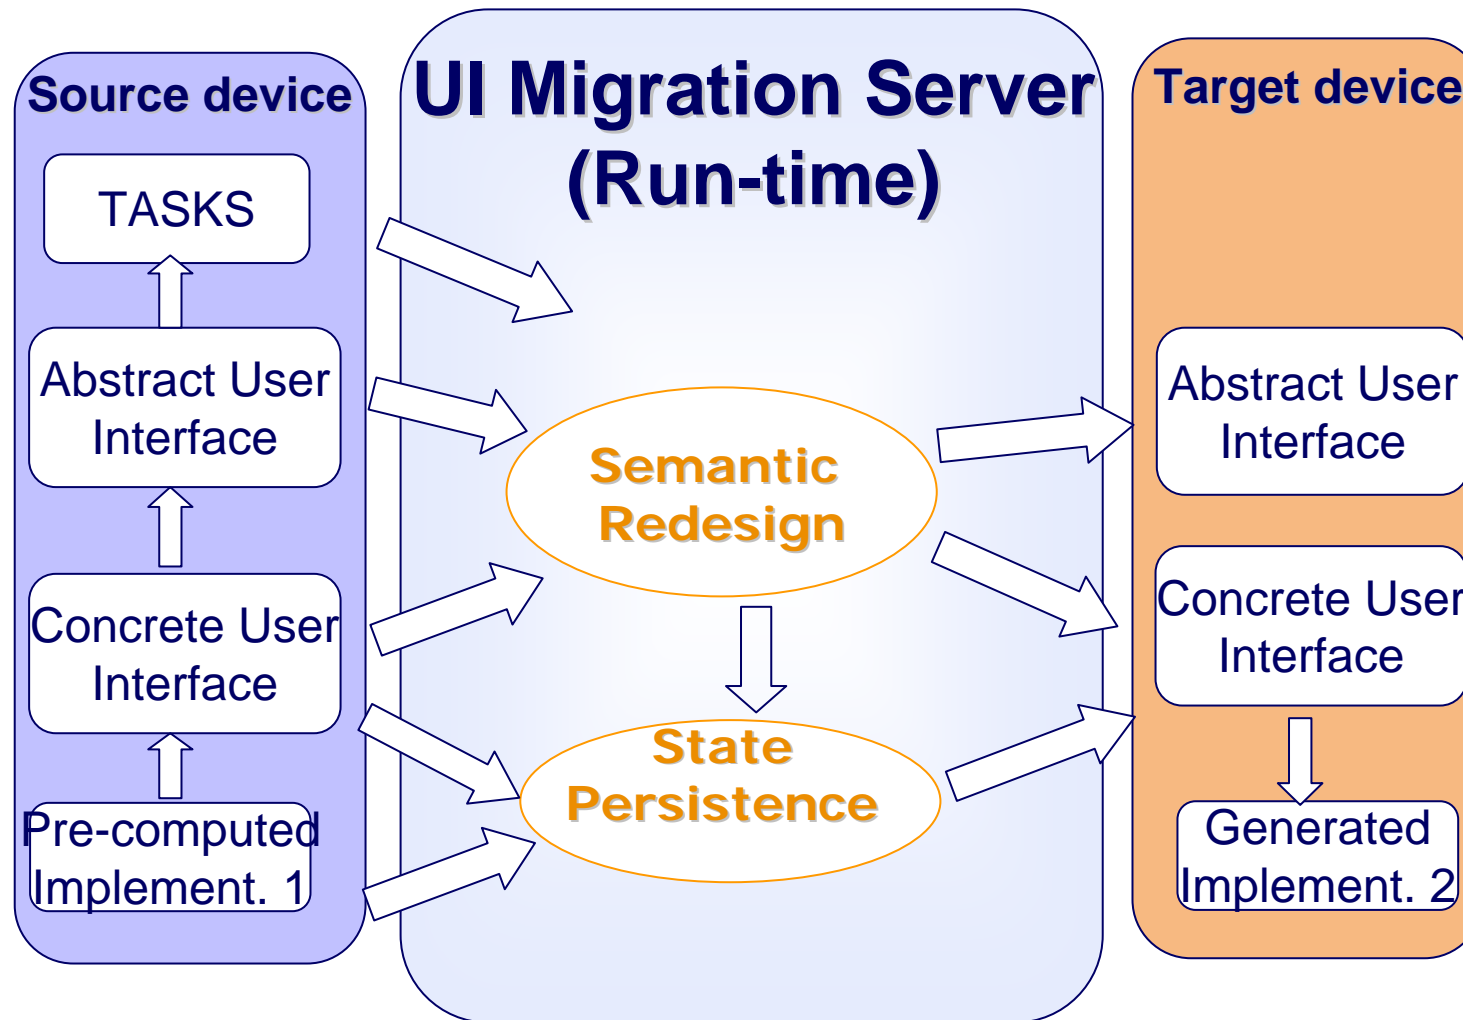 Source device
TASKS
Abstract User
Interface
Concrete User
Interface
Pre-computed
Implement. 1
UI Migration Server
(Run-time)
Semantic
Redesign
State
Persistence
Target device
Abstract User
Interface
Concrete User
Interface
Generated
Implement. 2